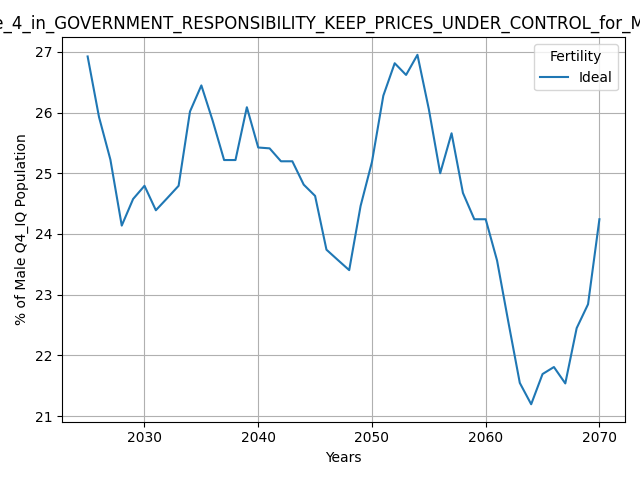 e_4_in_GOVERNMENT_RESPONSIBILITY_KEEP_PRICES_UNDER_CONTROL_for_M
27
26
25
24
23
22
21
% of Male Q4_IQ Population
Fertility
Ideal
2030 2040 2050 2060 2070
Years